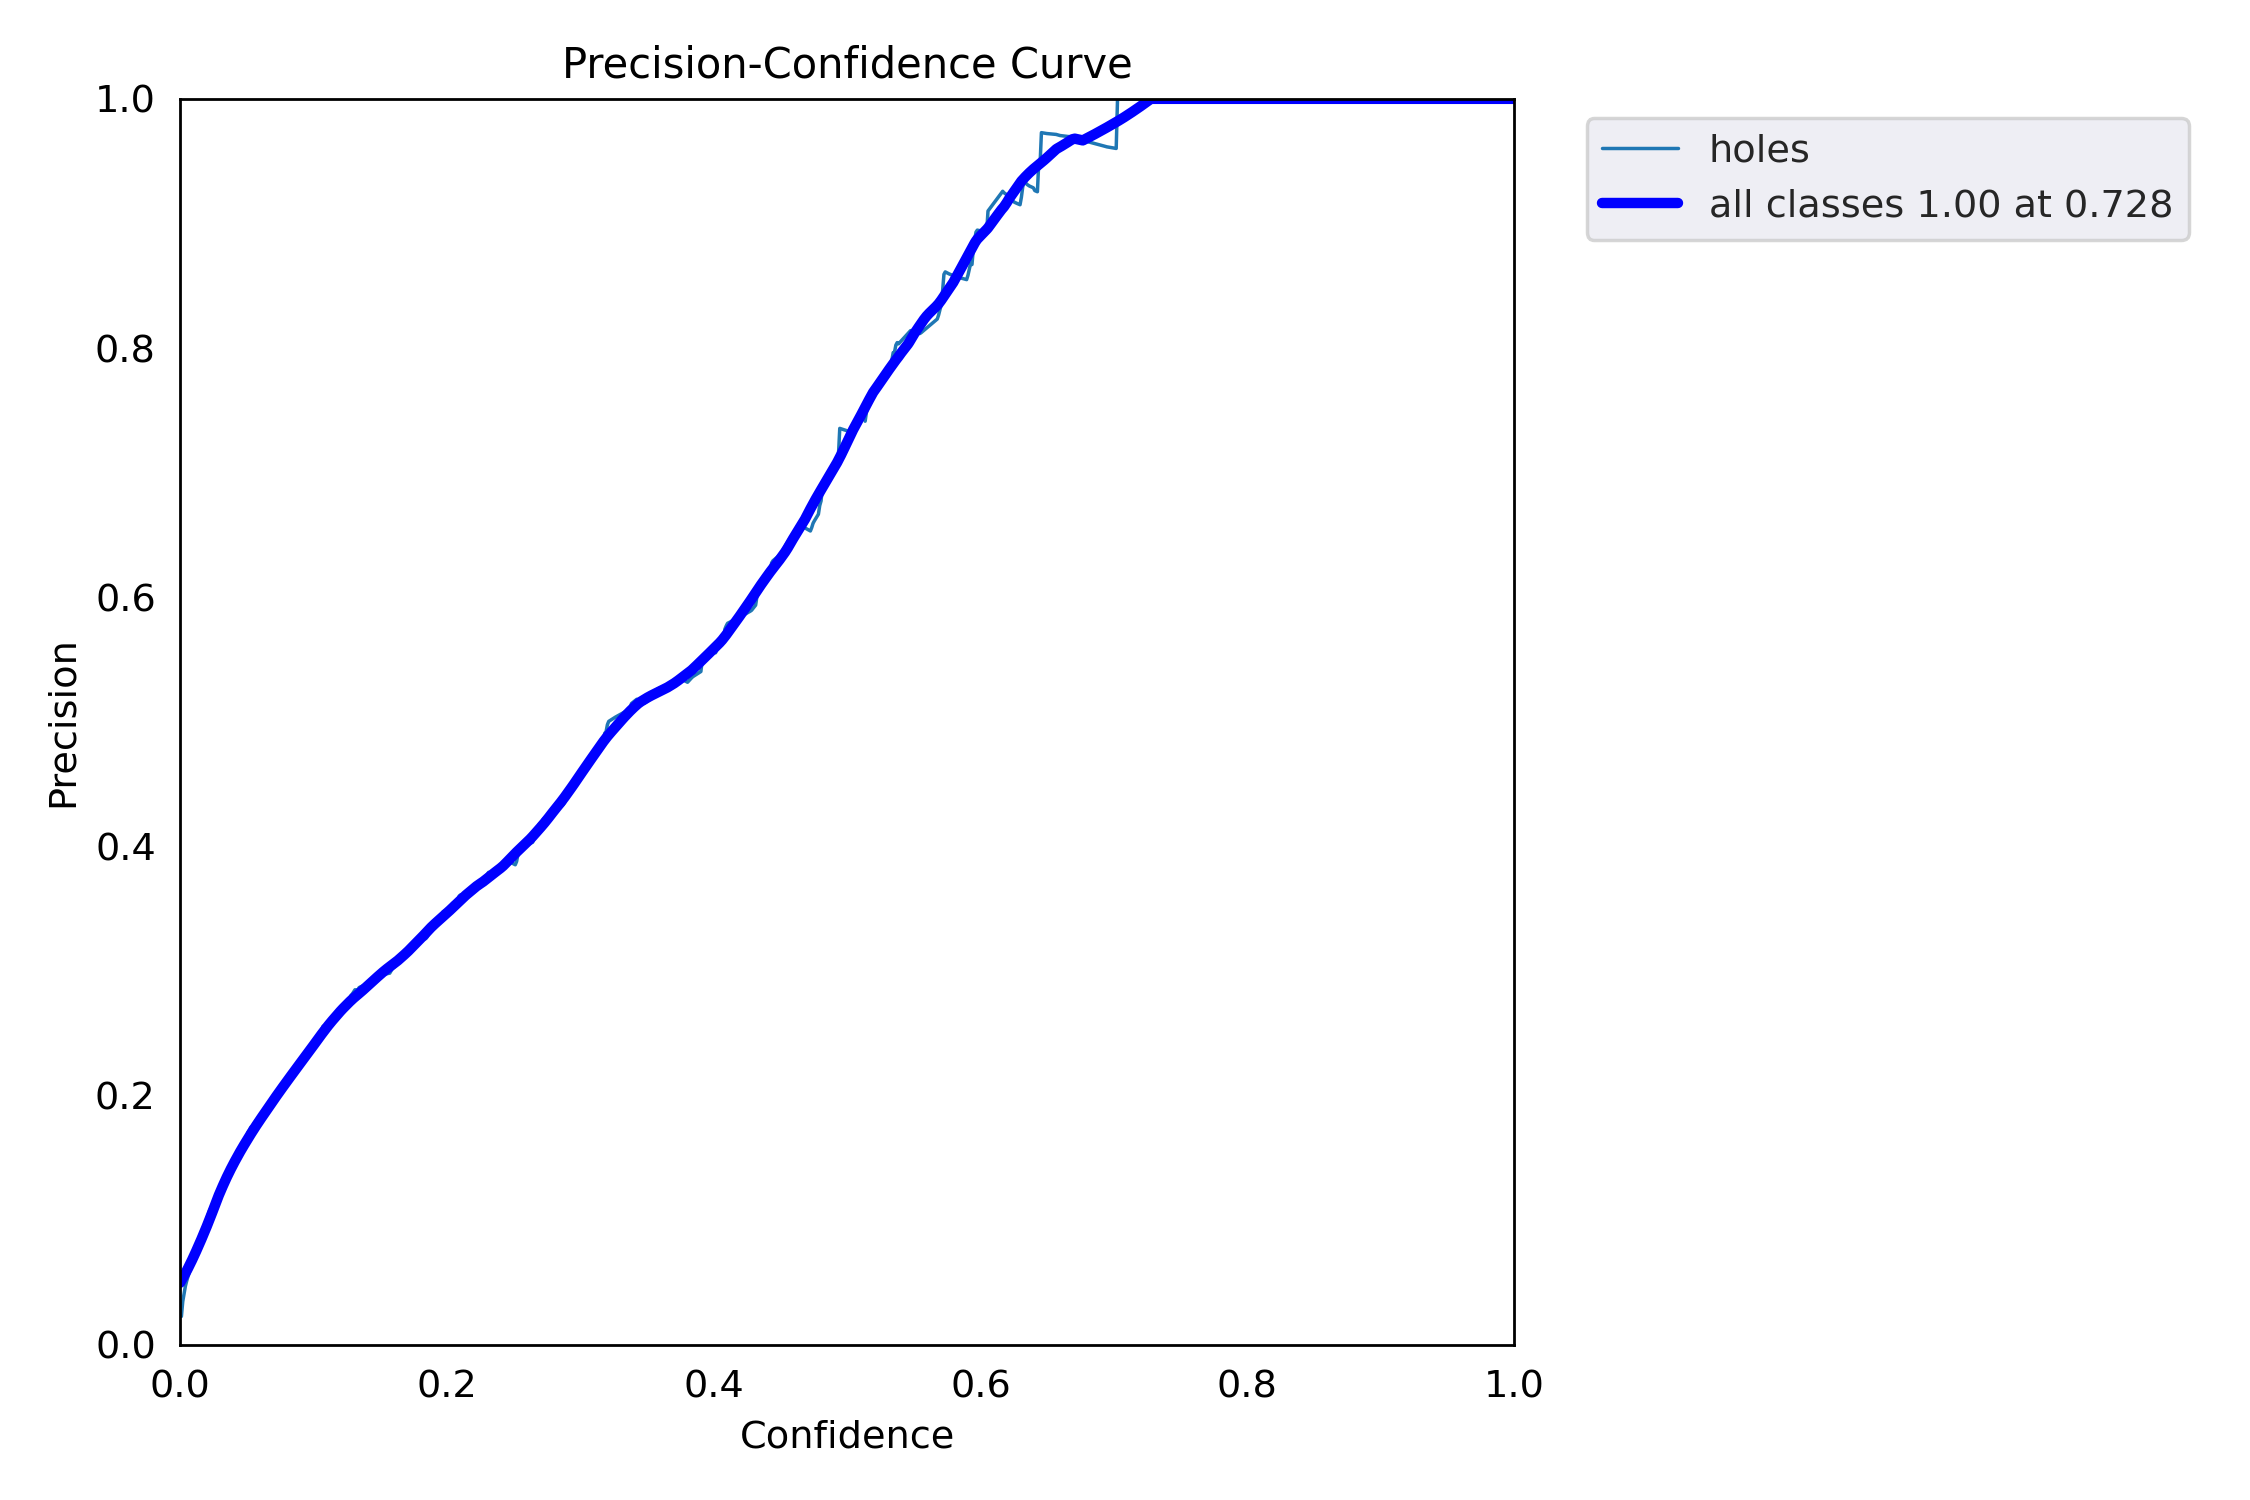 Precision-Confidence Curve
1.0
0.8
0.6
0.4
0.2
0.0
Precision
0.0 0.2 0.4 0.6 0.8 1.0
Confidence
holes
all classes 1.00 at 0.728